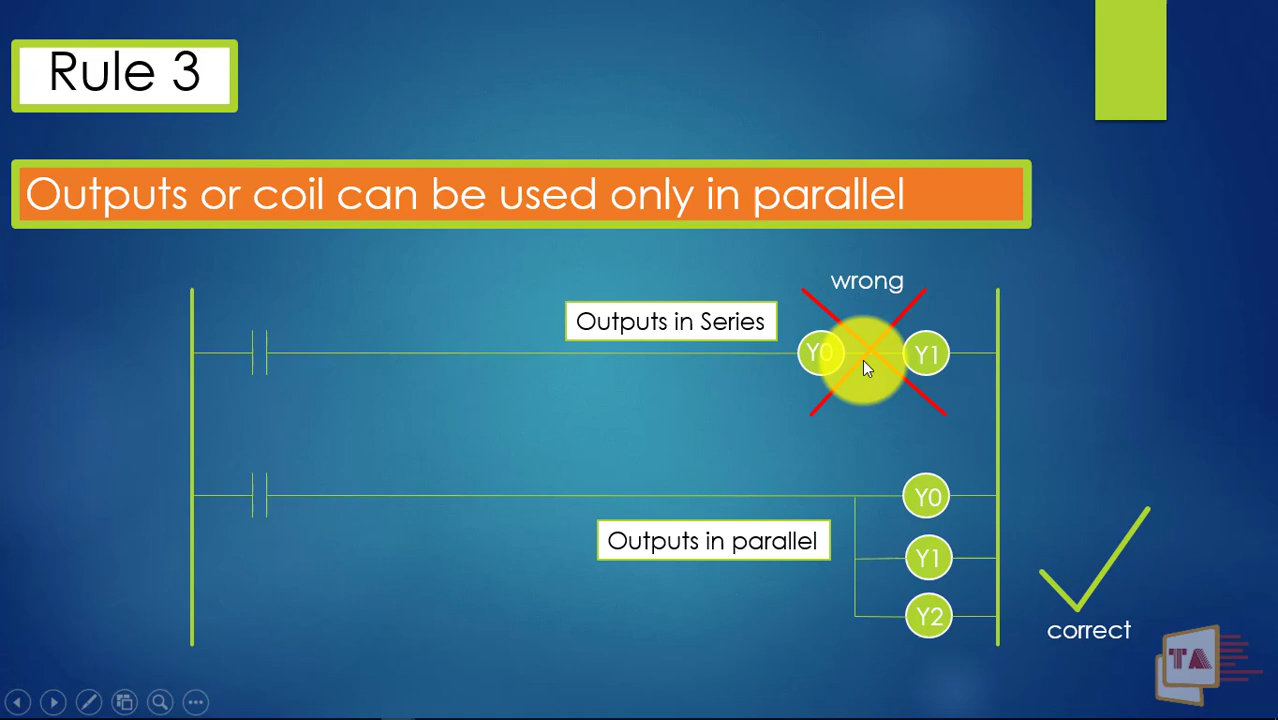 Rule 3
Outputs or coil can be used only in parallel
wrong
Outputs in Series
Y0
Y1
Y0
Outputs in parallel
Y1
Y2
correct
TA